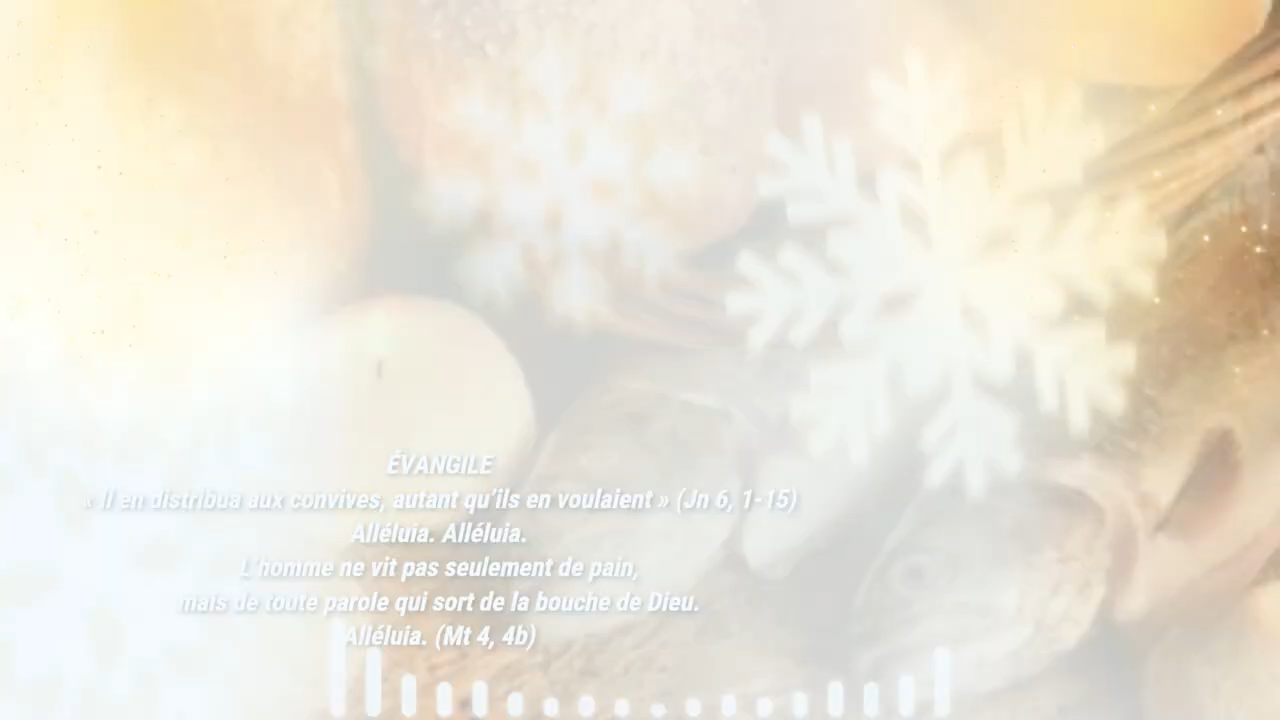 ÉVANGILE
« Il en distribua aux convives, autant qu’ils en voulaient » (Jn 6, 1-15)
Alléluia. Alléluia.
L’homme ne vit pas seulement de pain,
mais de toute parole qui sort de la bouche de Dieu.
Alléluia. (Mt 4, 4b)